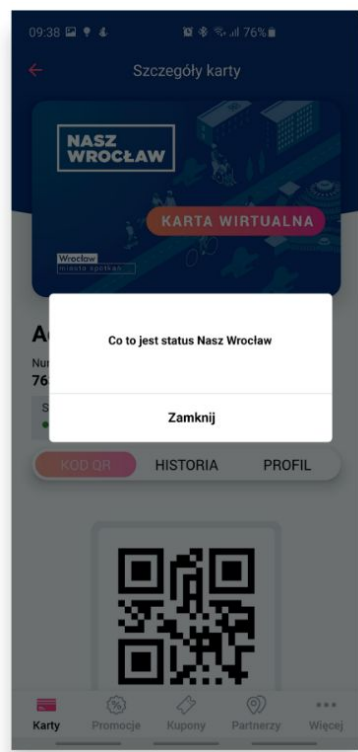 09:38 76%
Szczegóły karty
NASZ
WROCŁAW
KARTA WIRTUALNA
Wrocław
miasto spotkań
Co to jest status Nasz Wrocław
Zamknij
KOD QR HISTORIA PROFIL
Karty Promocje Kupony Partnerzy Więcej